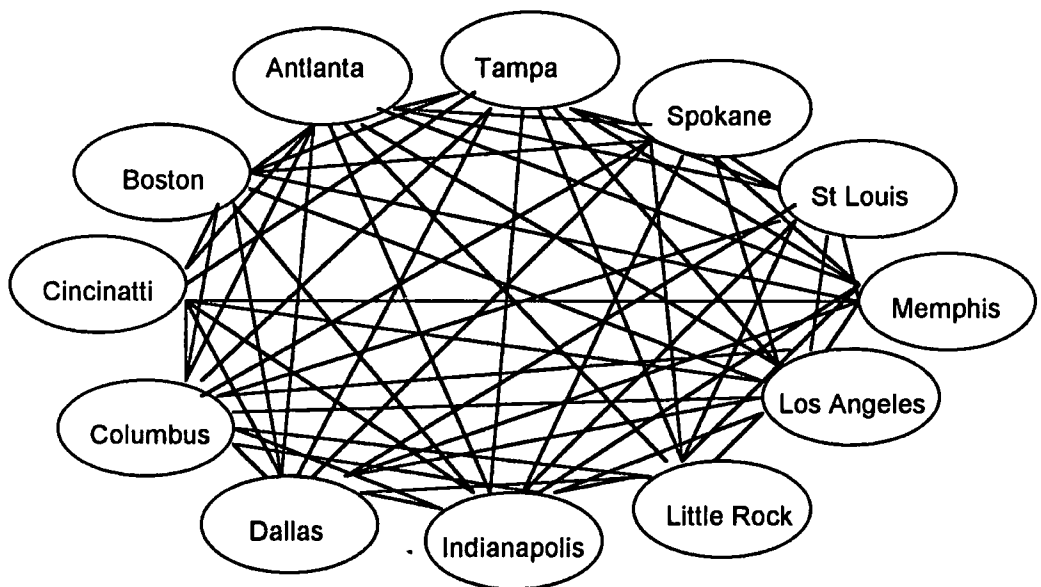 Antlanta
Tampa
Spokane
Boston
St Louis
Cincinatti
Memphis
Columbus
Los Angeles
Dallas
Indianapolis
Little Rock